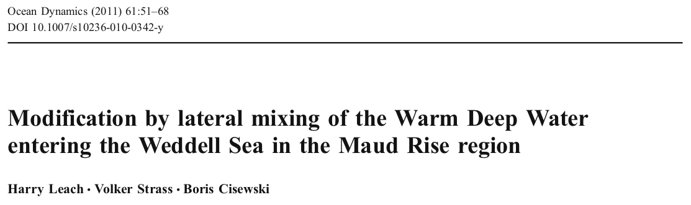 Ocean Dynamics (2011) 61:51–68
DOI 10.1007/s10236-010-0342-y
Modification by lateral mixing of the Warm Deep Water
entering the Weddell Sea in the Maud Rise region
Harry Leach · Volker Strass · Boris Cisewski